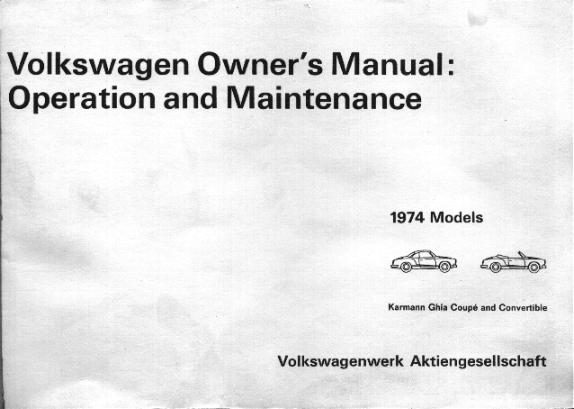 Volkswagen Owner's Manual:
Operation and Maintenance
1974 Models
Karmann Ghia Coupé and Convertible
Volkswagenwerk Aktiengesellschaft